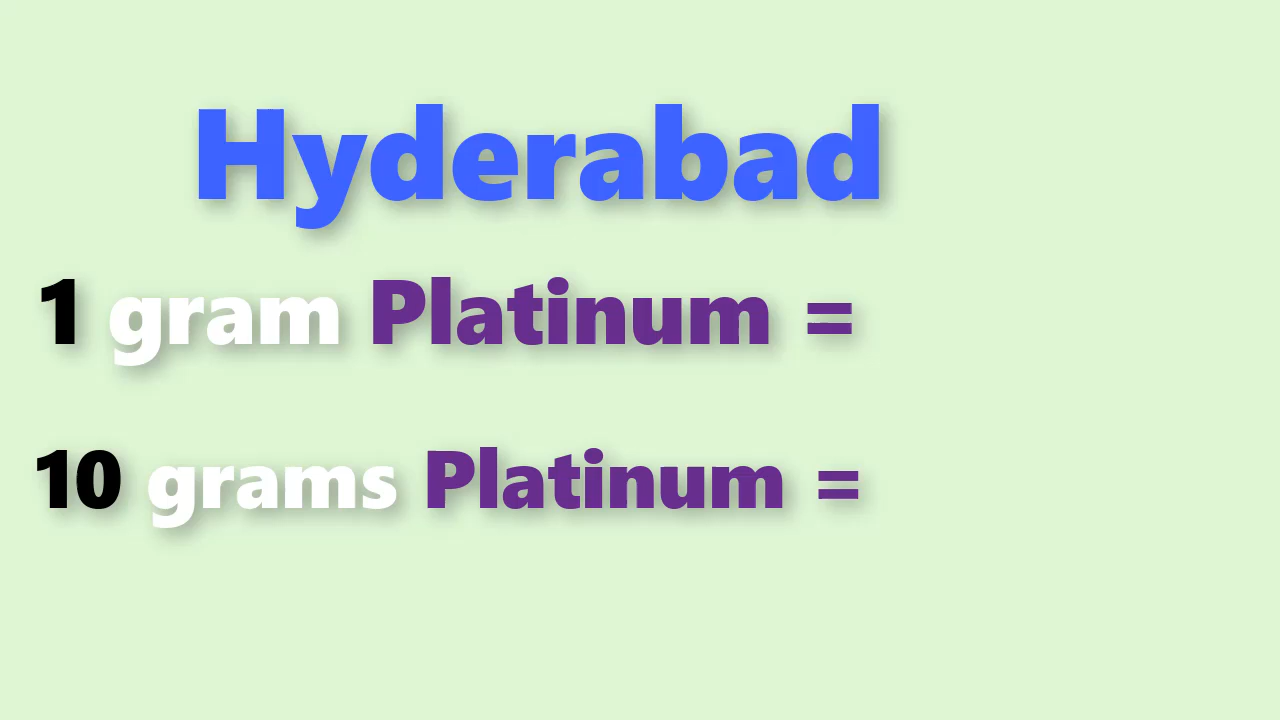 Hyderabad
1 gram Platinum =
10 grams Platinum =